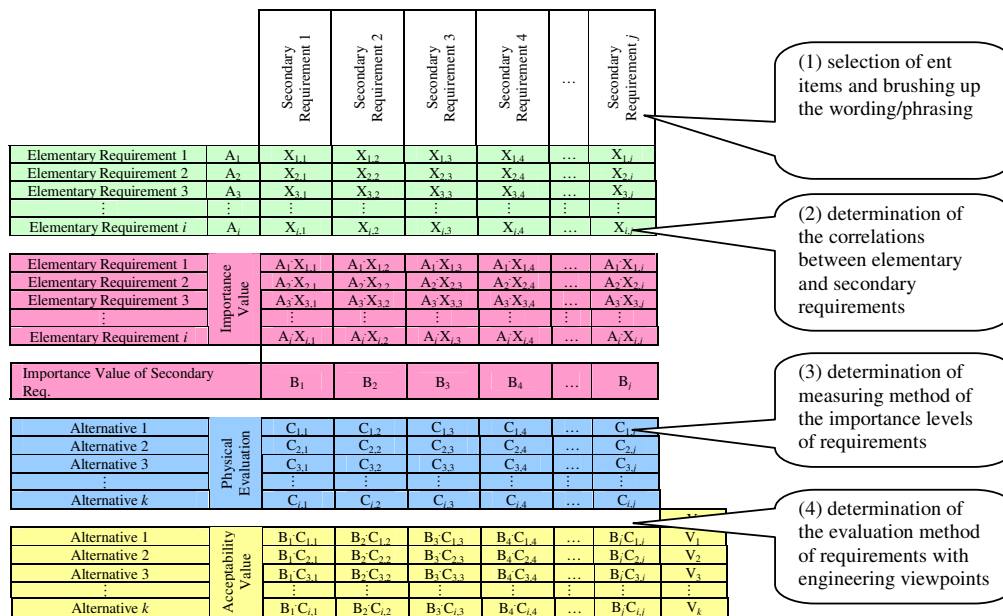 Secondary Requirement 1
Secondary Requirement 2
Secondary Requirement 3
Secondary Requirement 4
…
Secondary Requirement j
(1) selection of ent
items and brushing up
the wording/phrasing
Elementary Requirement 1 A₁ X₁,₁ X₁,₂ X₁,₃ X₁,₄ … X₁,ⱼ
Elementary Requirement 2 A₂ X₂,₁ X₂,₂ X₂,₃ X₂,₄ … X₂,ⱼ
Elementary Requirement 3 A₃ X₃,₁ X₃,₂ X₃,₃ X₃,₄ … X₃,ⱼ
⋮ ⋮ ⋮ ⋮ ⋮ ⋮ ⋮ ⋮
Elementary Requirement i Aᵢ Xᵢ,₁ Xᵢ,₂ Xᵢ,₃ Xᵢ,₄ … Xᵢ,ⱼ
(2) determination of
the correlations
between elementary
and secondary
requirements
Importance
Value
Elementary Requirement 1 A₁·X₁,₁ A₁·X₁,₂ A₁·X₁,₃ A₁·X₁,₄ … A₁·X₁,ⱼ
Elementary Requirement 2 A₂·X₂,₁ A₂·X₂,₂ A₂·X₂,₃ A₂·X₂,₄ … A₂·X₂,ⱼ
Elementary Requirement 3 A₃·X₃,₁ A₃·X₃,₂ A₃·X₃,₃ A₃·X₃,₄ … A₃·X₃,ⱼ
⋮ ⋮ ⋮ ⋮ ⋮ ⋮ ⋮
Elementary Requirement i Aᵢ·Xᵢ,₁ Aᵢ·Xᵢ,₂ Aᵢ·Xᵢ,₃ Aᵢ·Xᵢ,₄ … Aᵢ·Xᵢ,ⱼ
Importance Value of Secondary
Req. B₁ B₂ B₃ B₄ … Bⱼ
(3) determination of
measuring method of
the importance levels
of requirements
Physical
Evaluation
Alternative 1 C₁,₁ C₁,₂ C₁,₃ C₁,₄ … C₁,ⱼ
Alternative 2 C₂,₁ C₂,₂ C₂,₃ C₂,₄ … C₂,ⱼ
Alternative 3 C₃,₁ C₃,₂ C₃,₃ C₃,₄ … C₃,ⱼ
⋮ ⋮ ⋮ ⋮ ⋮ ⋮ ⋮
Alternative k Cᵢ,₁ Cᵢ,₂ Cᵢ,₃ Cᵢ,₄ … Cᵢ,ⱼ
(4) determination of
the evaluation method
of requirements with
engineering viewpoints
Acceptability
Value
Alternative 1 B₁·C₁,₁ B₂·C₁,₂ B₃·C₁,₃ B₄·C₁,₄ … Bⱼ·C₁,ⱼ V₁
Alternative 2 B₁·C₂,₁ B₂·C₂,₂ B₃·C₂,₃ B₄·C₂,₄ … Bⱼ·C₂,ⱼ V₂
Alternative 3 B₁·C₃,₁ B₂·C₃,₂ B₃·C₃,₃ B₄·C₃,₄ … Bⱼ·C₃,ⱼ V₃
⋮ ⋮ ⋮ ⋮ ⋮ ⋮ ⋮ ⋮
Alternative k B₁·Cᵢ,₁ B₂·Cᵢ,₂ B₃·Cᵢ,₃ B₄·Cᵢ,₄ … Bⱼ·Cᵢ,ⱼ Vₖ